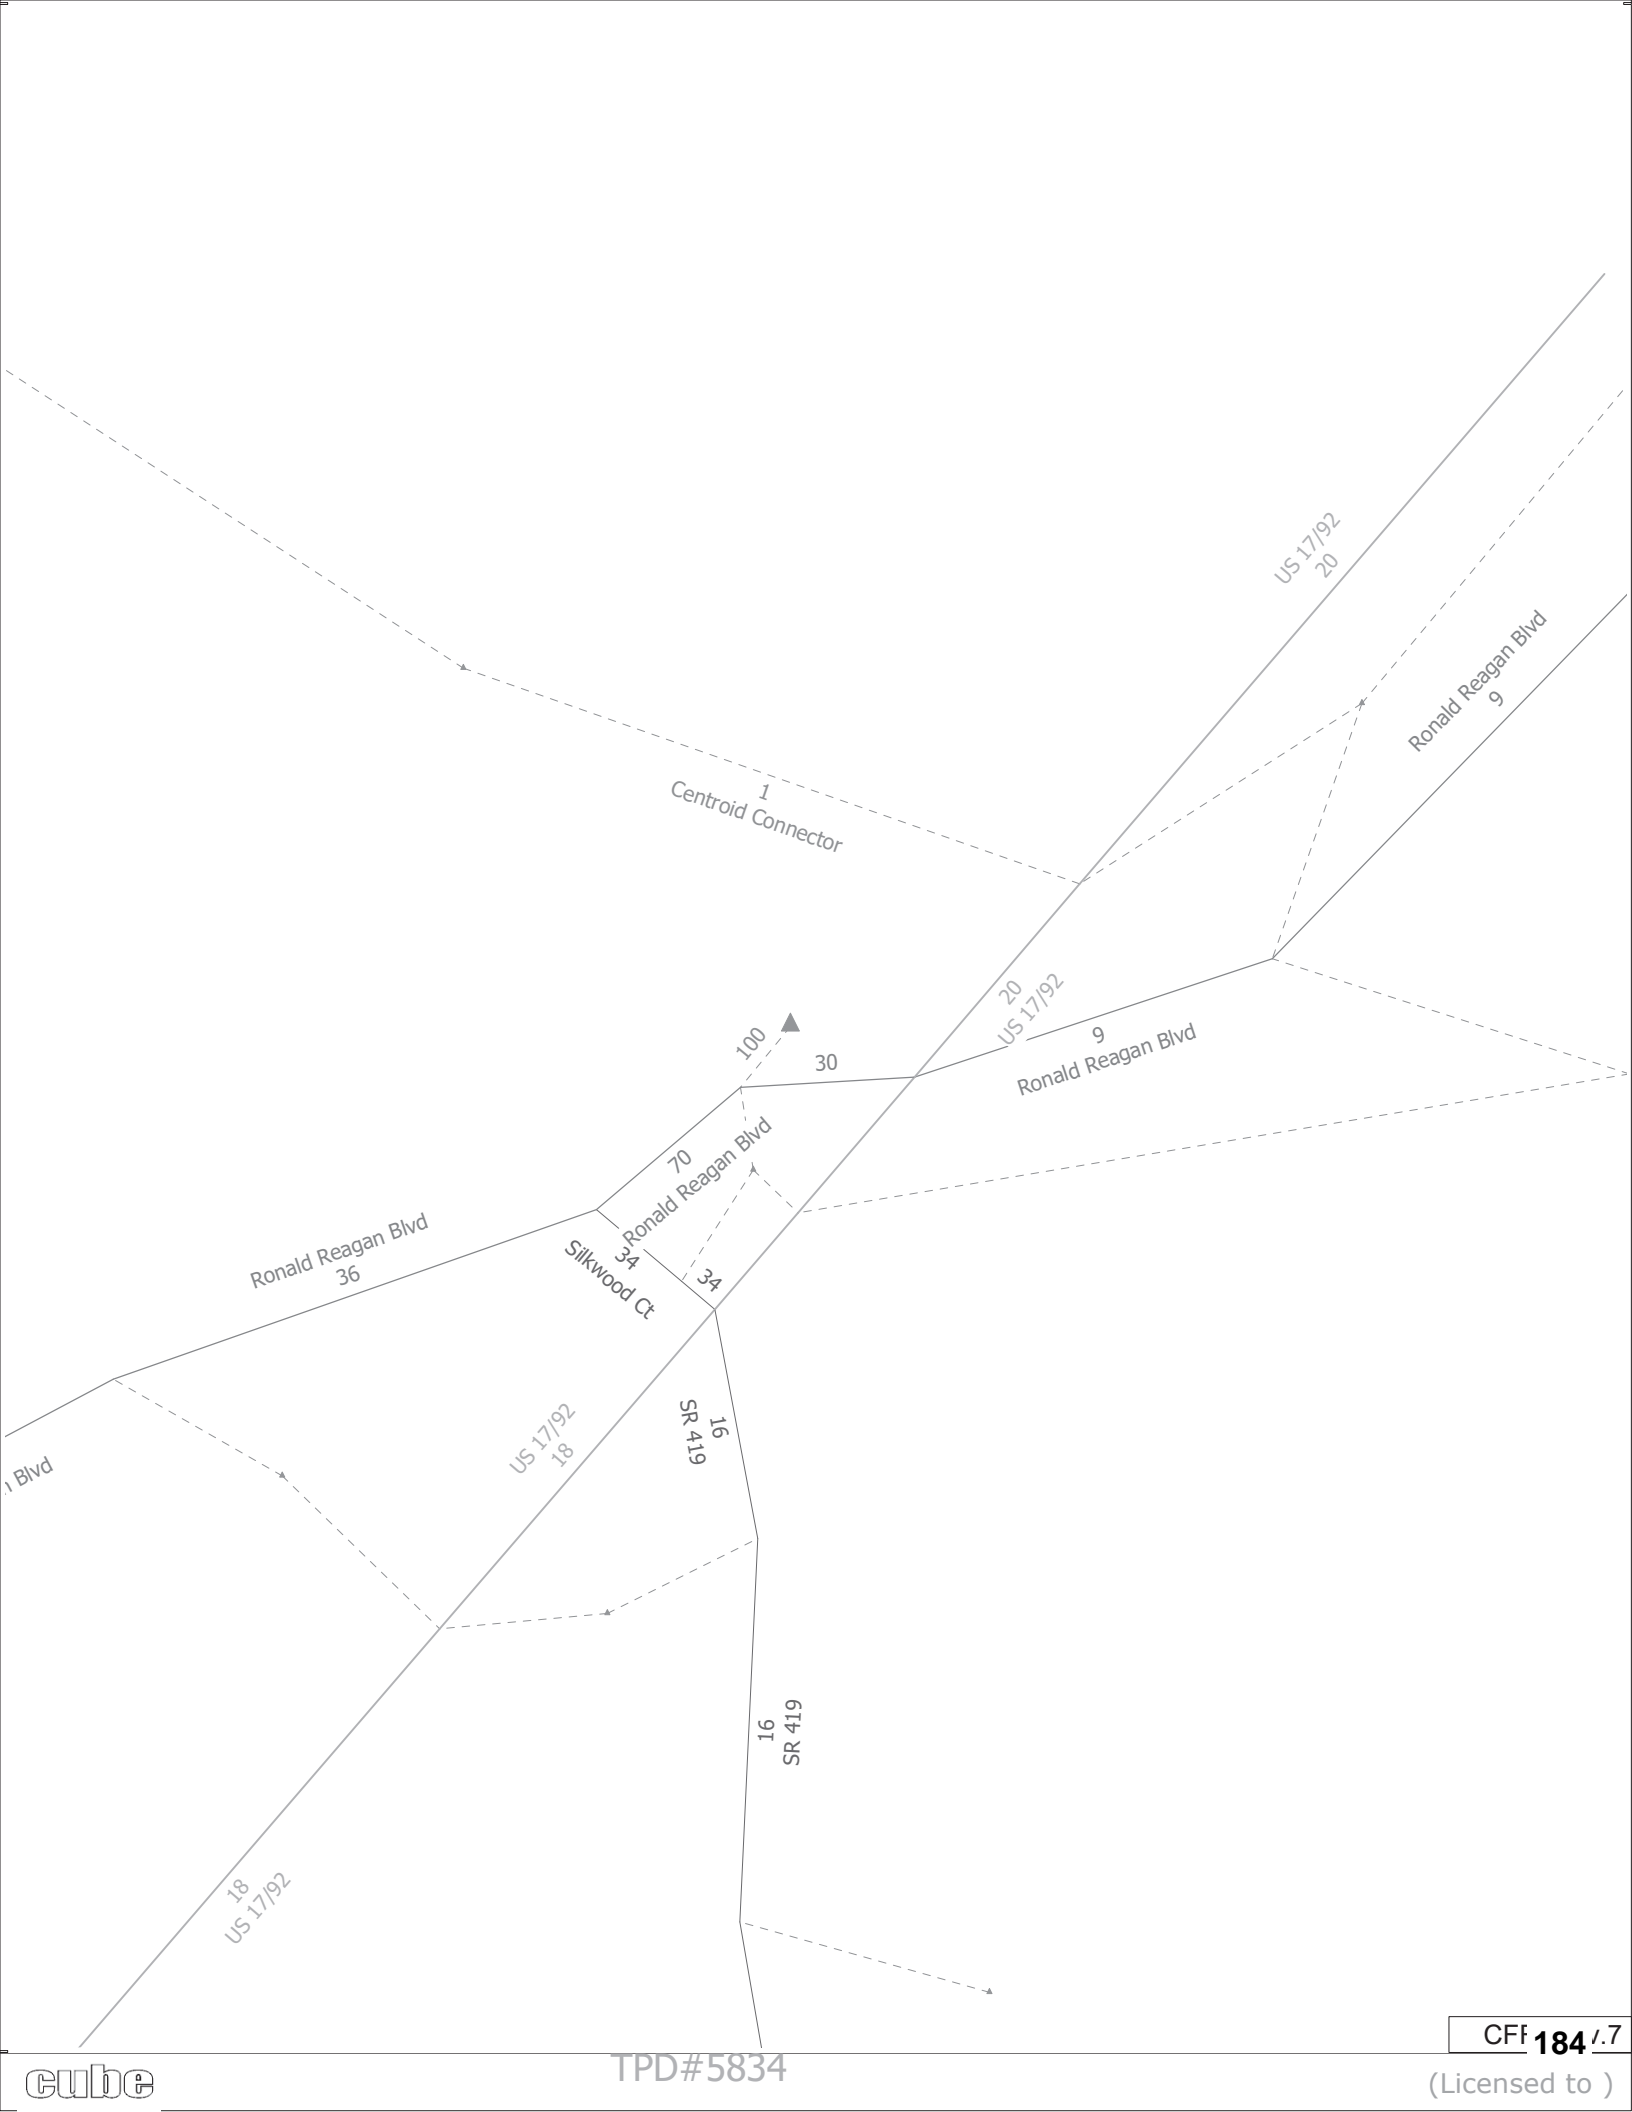 US 17/92
20
Ronald Reagan Blvd
9
1
Centroid Connector
20
US 17/92
100
30
9
Ronald Reagan Blvd
70
Ronald Reagan Blvd
Ronald Reagan Blvd
36
34
Silkwood Ct
34
US 17/92
18
16
SR 419
Blvd
16
SR 419
18
US 17/92
184
v.7
TPD#5834
cube
(Licensed to )